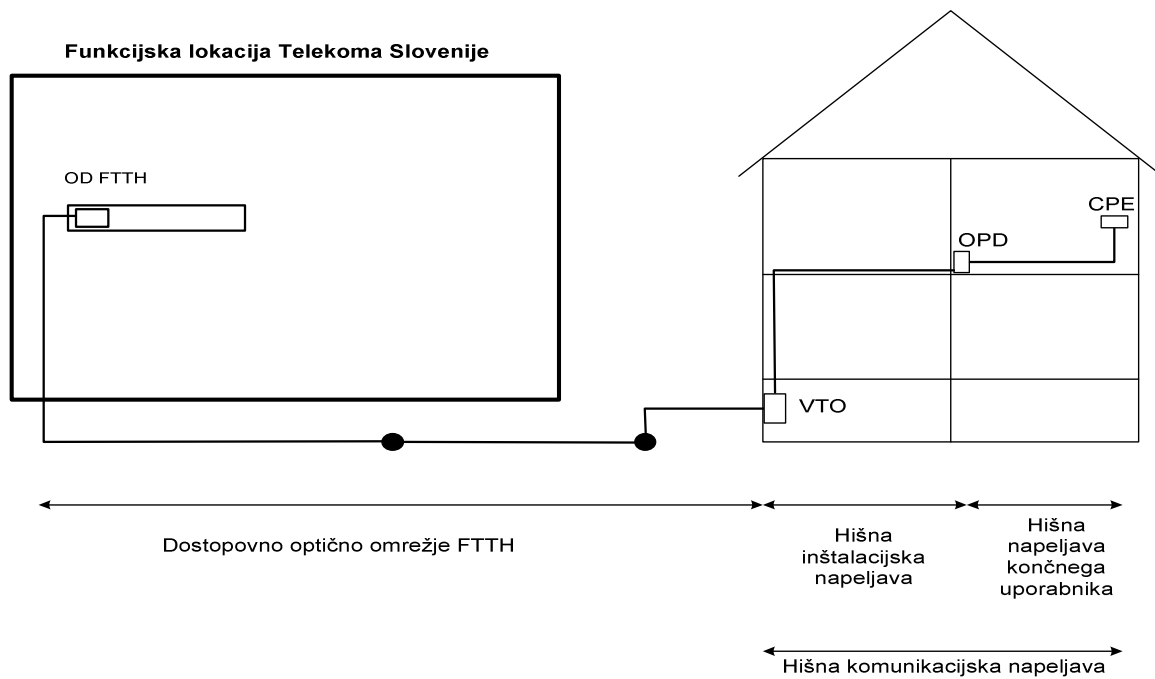 Funkcijska lokacija Telekoma Slovenije
OD FTTH
CPE
OPD
VTO
Dostopovno optično omrežje FTTH
Hišna
inštalacijska
napeljava
Hišna
napeljava
končnega
uporabnika
Hišna komunikacijska napeljava